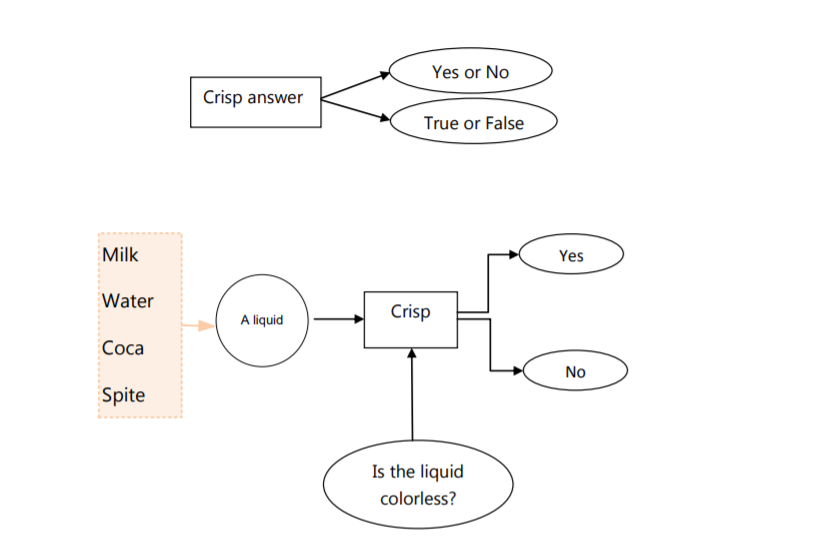 Crisp answer
Yes or No
True or False
Milk
Water
Coca
Spite
A liquid
Crisp
Yes
No
Is the liquid
colorless?